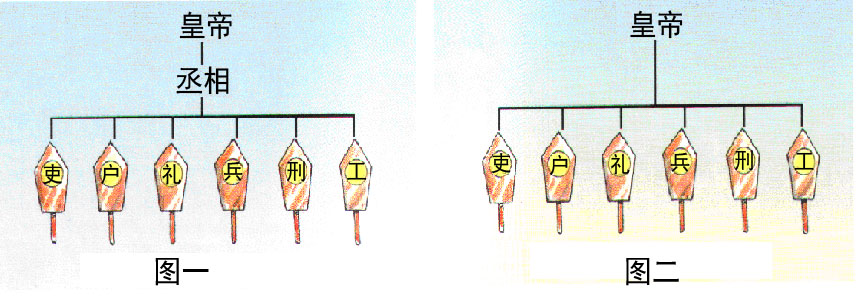 皇帝
丞相
吏 户 礼 兵 刑 工
图一
皇帝
吏 户 礼 兵 刑 工
图二